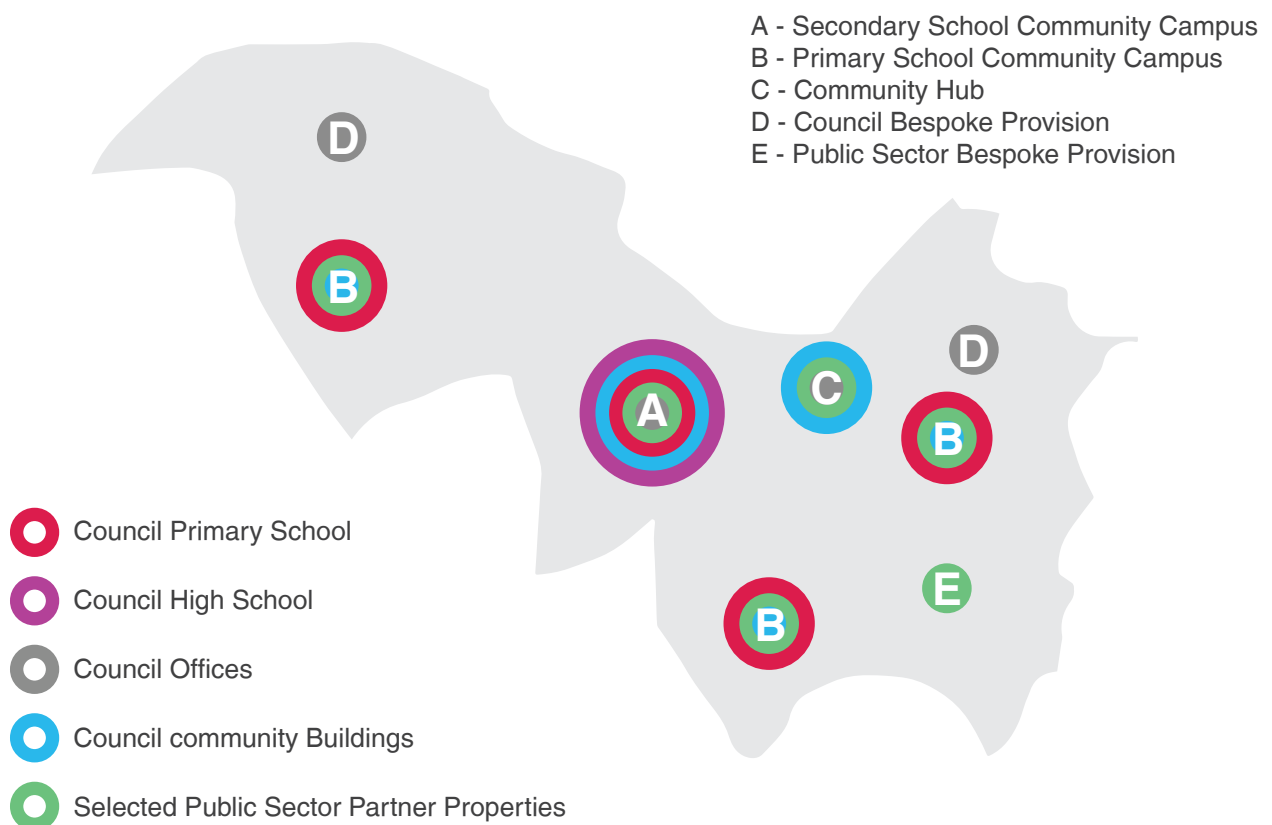 A - Secondary School Community Campus
B - Primary School Community Campus
C - Community Hub
D - Council Bespoke Provision
E - Public Sector Bespoke Provision
D
B
A
C
D
B
B
E
Council Primary School
Council High School
Council Offices
Council community Buildings
Selected Public Sector Partner Properties